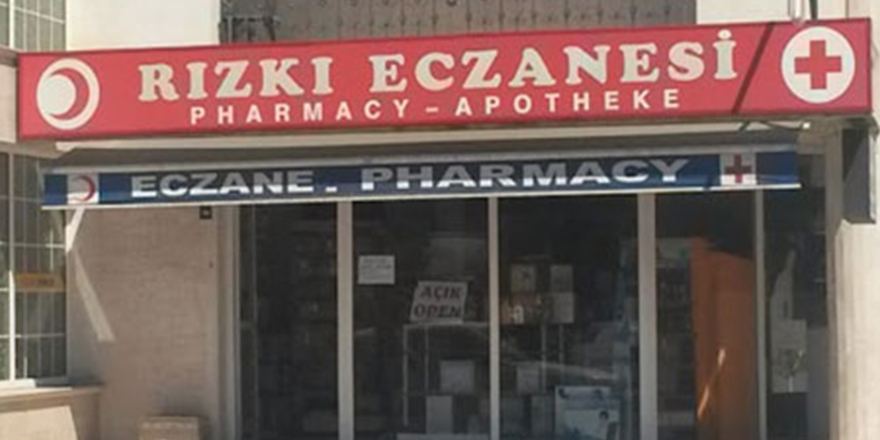 RIZKI ECZANESİ
PHARMACY – APOTHEKE
ECZANE. PHARMACY
AÇIK
OPEN